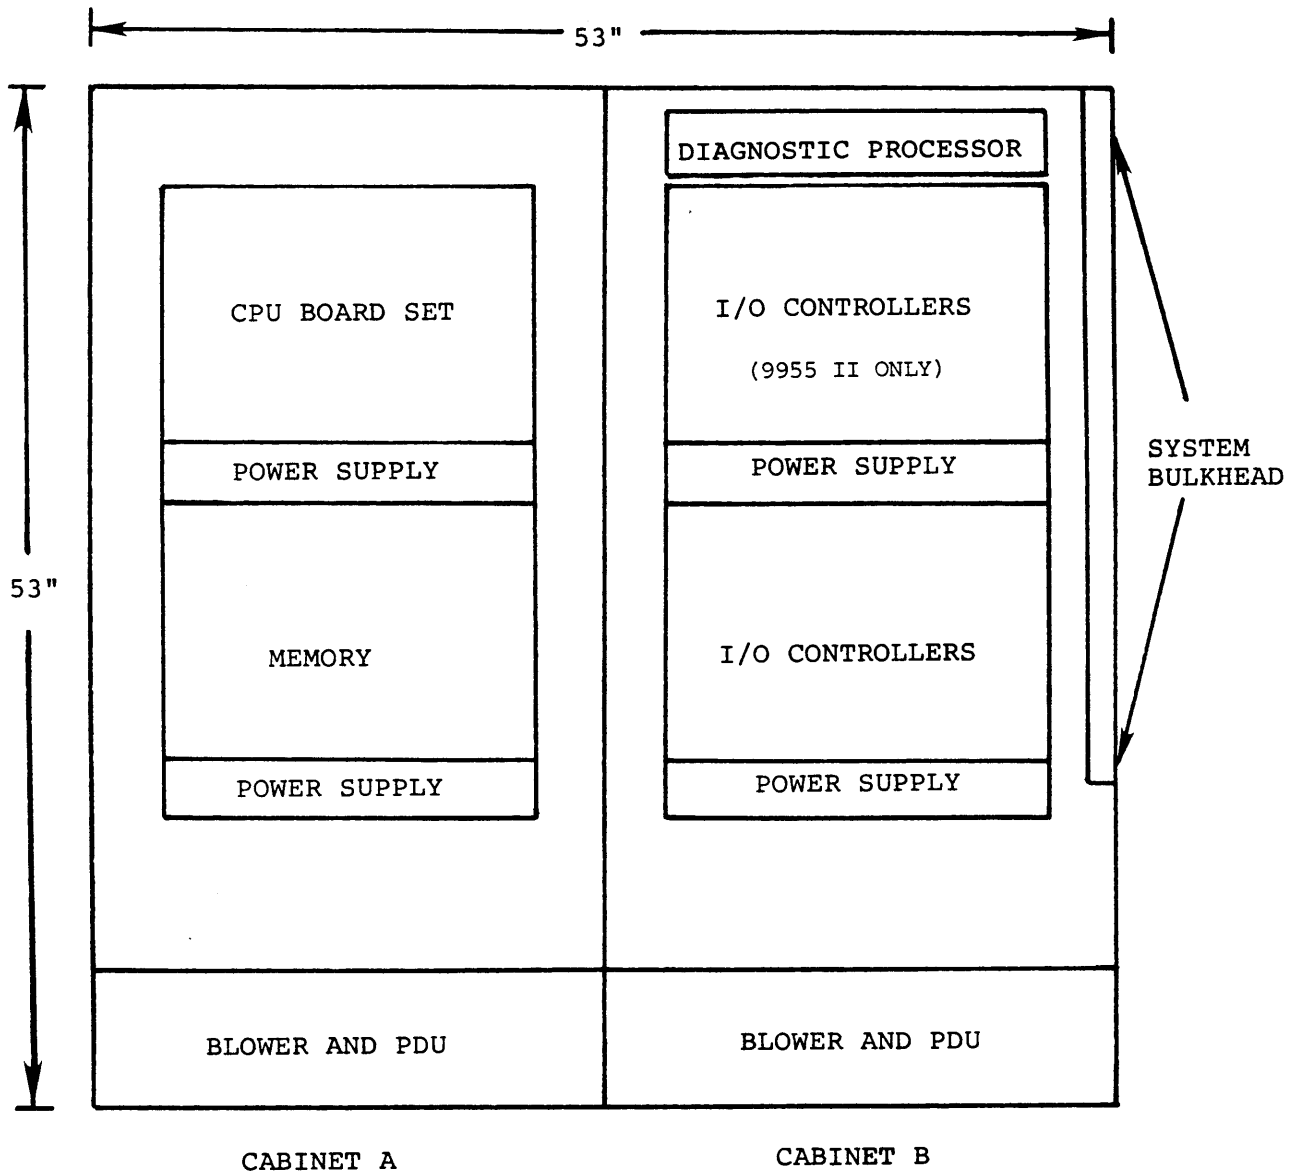 53"
DIAGNOSTIC PROCESSOR
CPU BOARD SET
I/O CONTROLLERS
(9955 II ONLY)
POWER SUPPLY
POWER SUPPLY
SYSTEM
BULKHEAD
53"
MEMORY
I/O CONTROLLERS
POWER SUPPLY
POWER SUPPLY
BLOWER AND PDU
BLOWER AND PDU
CABINET A
CABINET B